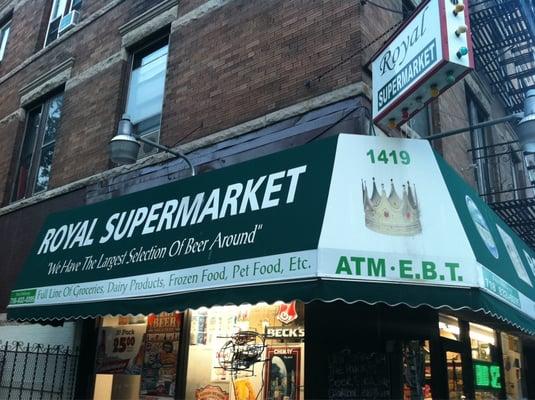 Royal
SUPERMARKET
1419
ROYAL SUPERMARKET
"We Have The Largest Selection Of Beer Around"
Full Line Of Groceries, Dairy Products, Frozen Food, Pet Food, Etc.
ATM · E.B.T.
BEER
BECK'S